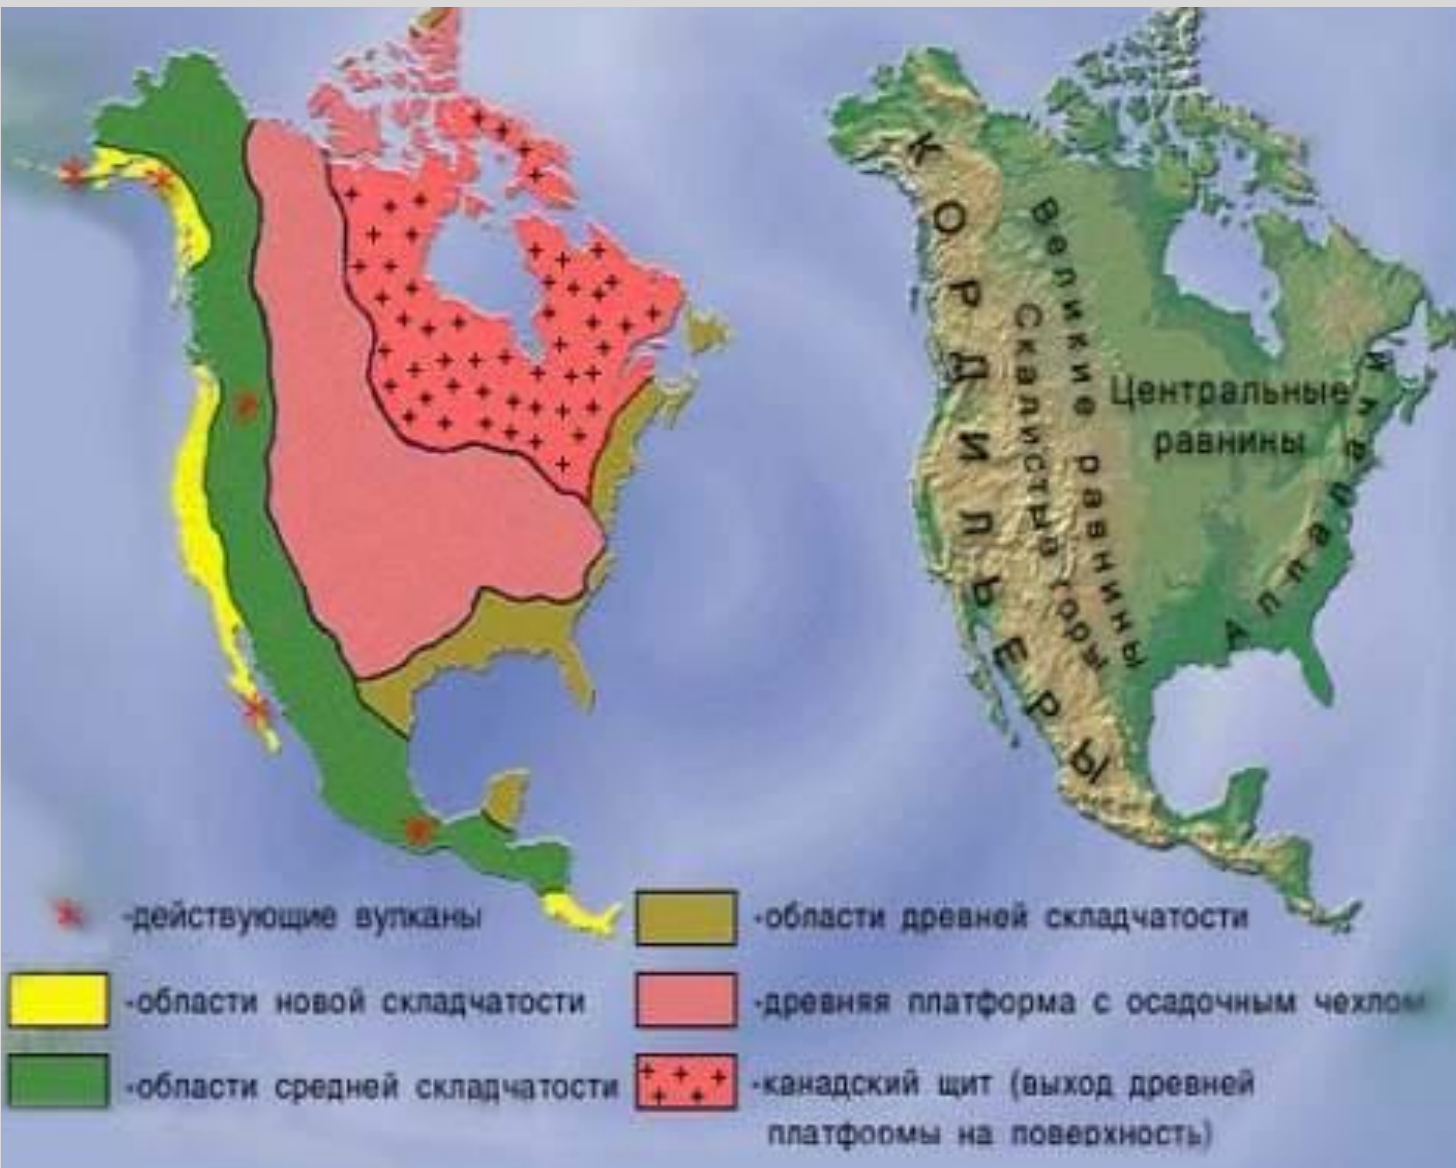 КОРДИЛЬЕРЫ
Великие равнины
Скалистые горы
Центральные
равнины
Аппалачи
-действующие вулканы
-области новой складчатости
-области средней складчатости
-области древней складчатости
-древняя платформа с осадочным чехлом
-канадский щит (выход древней
платформы на поверхность)